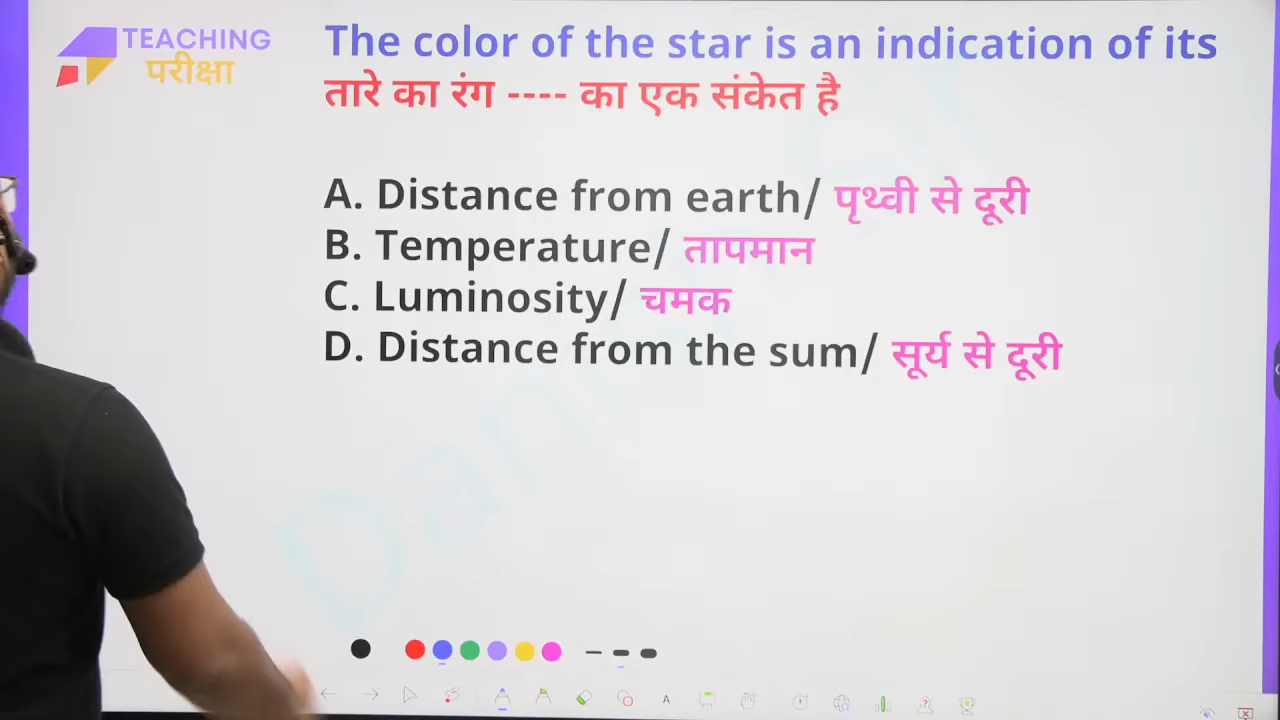 TEACHING
परीक्षा
The color of the star is an indication of its
तारे का रंग ---- का एक संकेत है
A. Distance from earth/ पृथ्वी से दूरी
B. Temperature/ तापमान
C. Luminosity/ चमक
D. Distance from the sum/ सूर्य से दूरी